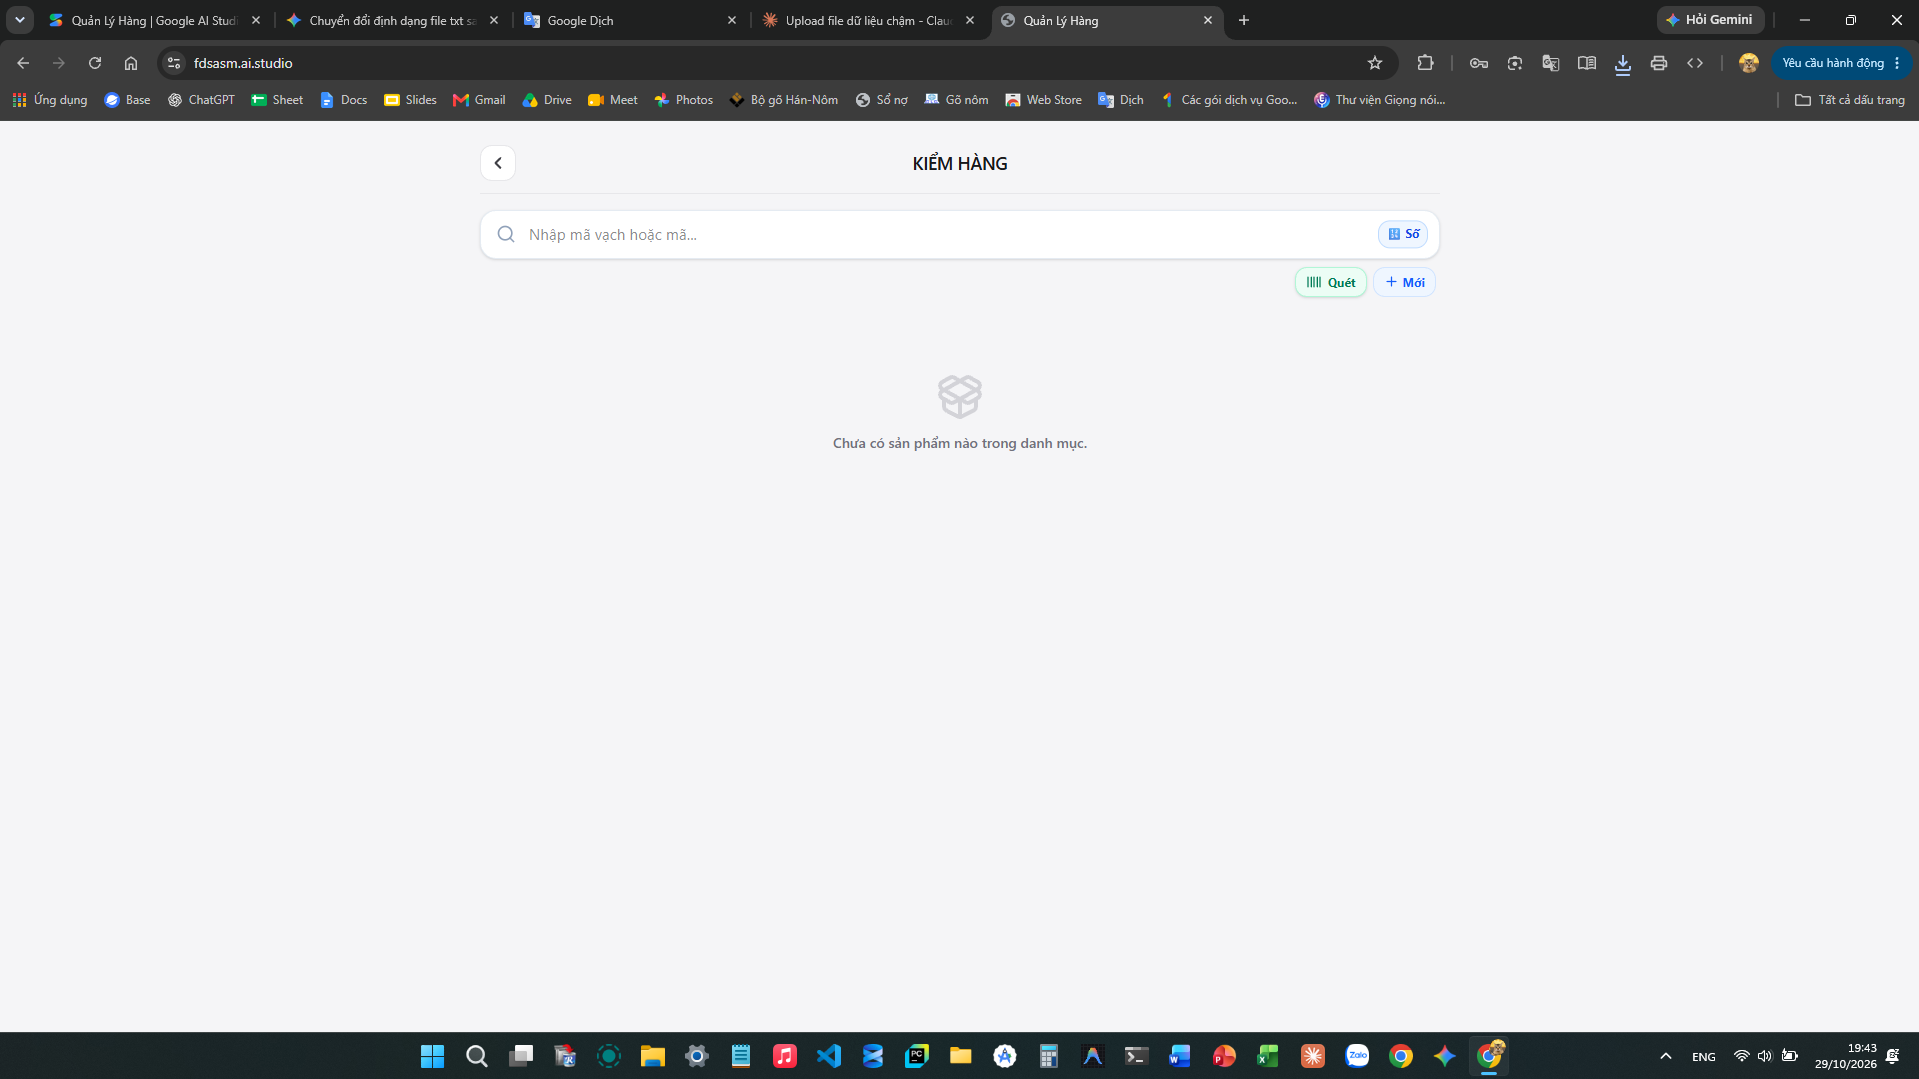 Quản Lý Hàng | Google AI Studi
Chuyển đổi định dạng file txt sa
Google Dịch
Upload file dữ liệu chậm - Claud
Quản Lý Hàng
Hỏi Gemini
fdsasm.ai.studio
Yêu cầu hành động
Ứng dụng
Base
ChatGPT
Sheet
Docs
Slides
Gmail
Drive
Meet
Photos
Bộ gõ Hán-Nôm
Sổ nợ
Gõ nôm
Web Store
Dịch
Các gói dịch vụ Goo...
Thư viện Giọng nói...
Tất cả dấu trang
KIỂM HÀNG
Nhập mã vạch hoặc mã...
Số
Quét
+ Mới
Chưa có sản phẩm nào trong danh mục.
ENG
19:43
29/10/2026